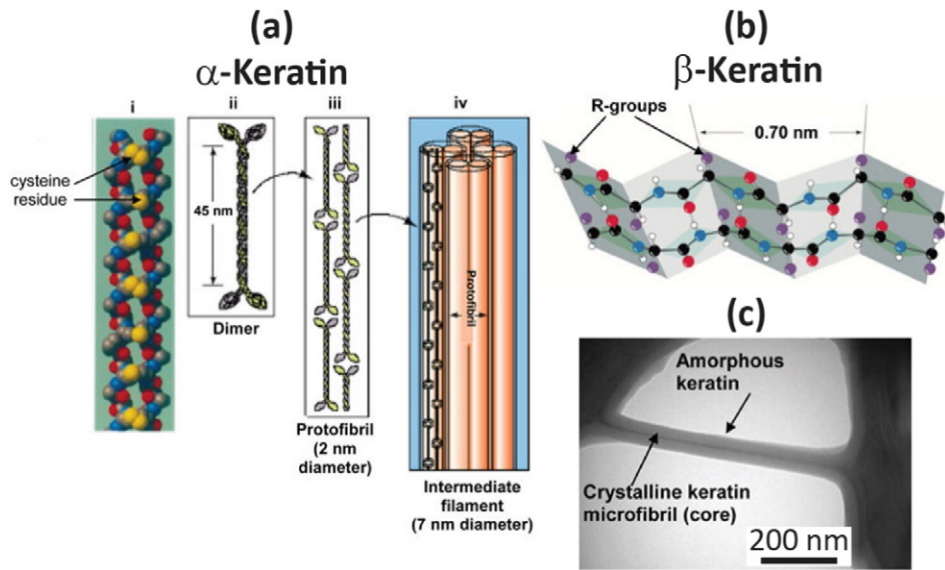 (a)
α-Keratin
i
ii
iii
iv
cysteine
residue
45 nm
Dimer
Protofibril
(2 nm
diameter)
Protofibril
Intermediate
filament
(7 nm diameter)
(b)
β-Keratin
R-groups
0.70 nm
(c)
Amorphous
keratin
Crystalline keratin
microfibril (core)
200 nm